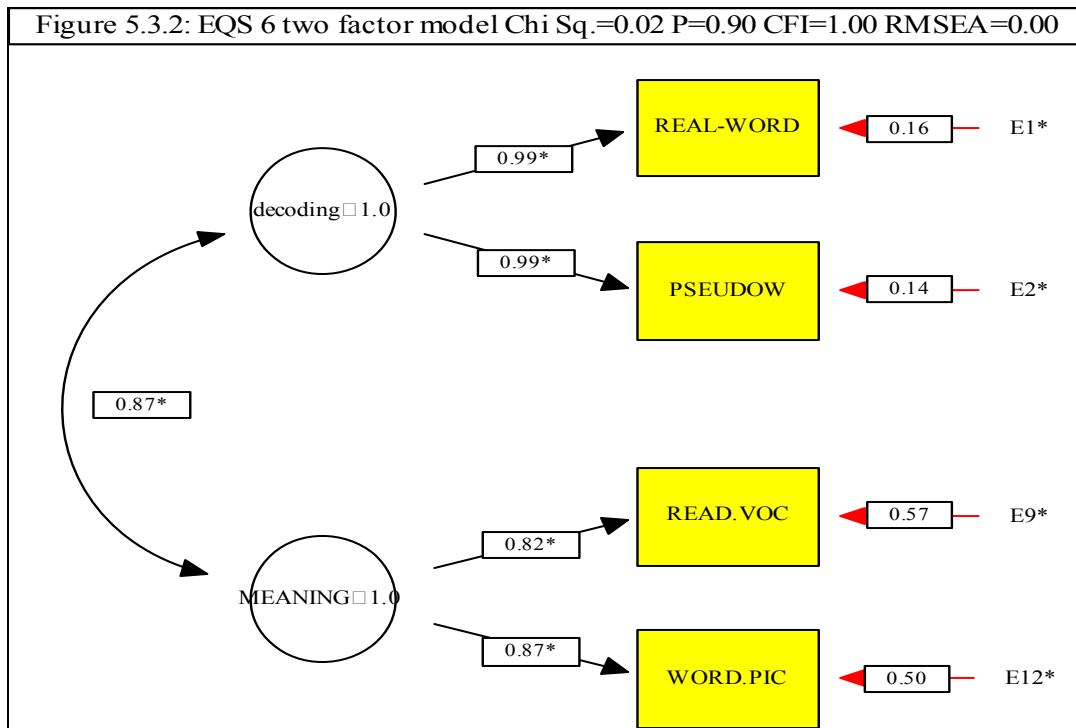 Figure 5.3.2: EQS 6 two factor model Chi Sq.=0.02 P=0.90 CFI=1.00 RMSEA=0.00
REAL-WORD
0.16
E1*
0.99*
decoding□1.0
0.99*
PSEUDOW
0.14
E2*
0.87*
READ.VOC
0.57
E9*
0.82*
MEANING□1.0
0.87*
WORD.PIC
0.50
E12*